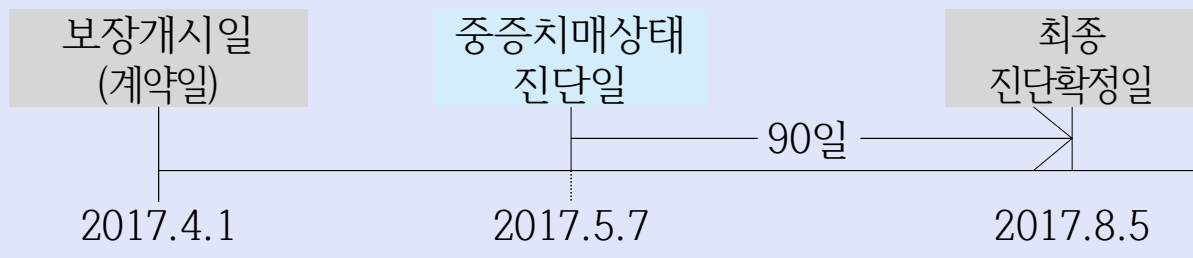 보장개시일
(계약일)
중증치매상태
진단일
최종
진단확정일
90일
2017.4.1
2017.5.7
2017.8.5